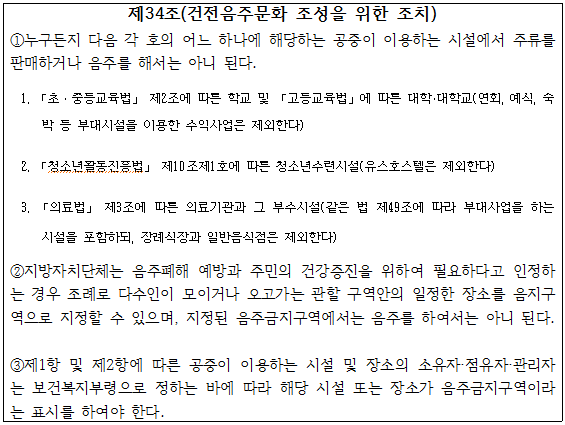 제34조(건전음주문화 조성을 위한 조치)
①누구든지 다음 각 호의 어느 하나에 해당하는 공중이 이용하는 시설에서 주류를
판매하거나 음주를 해서는 아니 된다.
1. 「초·중등교육법」 제2조에 따른 학교 및 「고등교육법」에 따른 대학·대학교(연회, 예식, 숙
박 등 부대시설을 이용한 수익사업은 제외한다)
2. 「청소년활동진흥법」 제10조제1호에 따른 청소년수련시설(유스호스텔은 제외한다)
3. 「의료법」 제3조에 따른 의료기관과 그 부수시설(같은 법 제49조에 따라 부대사업을 하는
시설을 포함하되, 장례식장과 일반음식점은 제외한다)
②지방자치단체는 음주폐해 예방과 주민의 건강증진을 위하여 필요하다고 인정하
는 경우 조례로 다수인이 모이거나 오고가는 관할 구역안의 일정한 장소를 음지구
역으로 지정할 수 있으며, 지정된 음주금지구역에서는 음주를 하여서는 아니 된다.
③제1항 및 제2항에 따른 공중이 이용하는 시설 및 장소의 소유자·점유자·관리자
는 보건복지부령으로 정하는 바에 따라 해당 시설 또는 장소가 음주금지구역이라
는 표시를 하여야 한다.